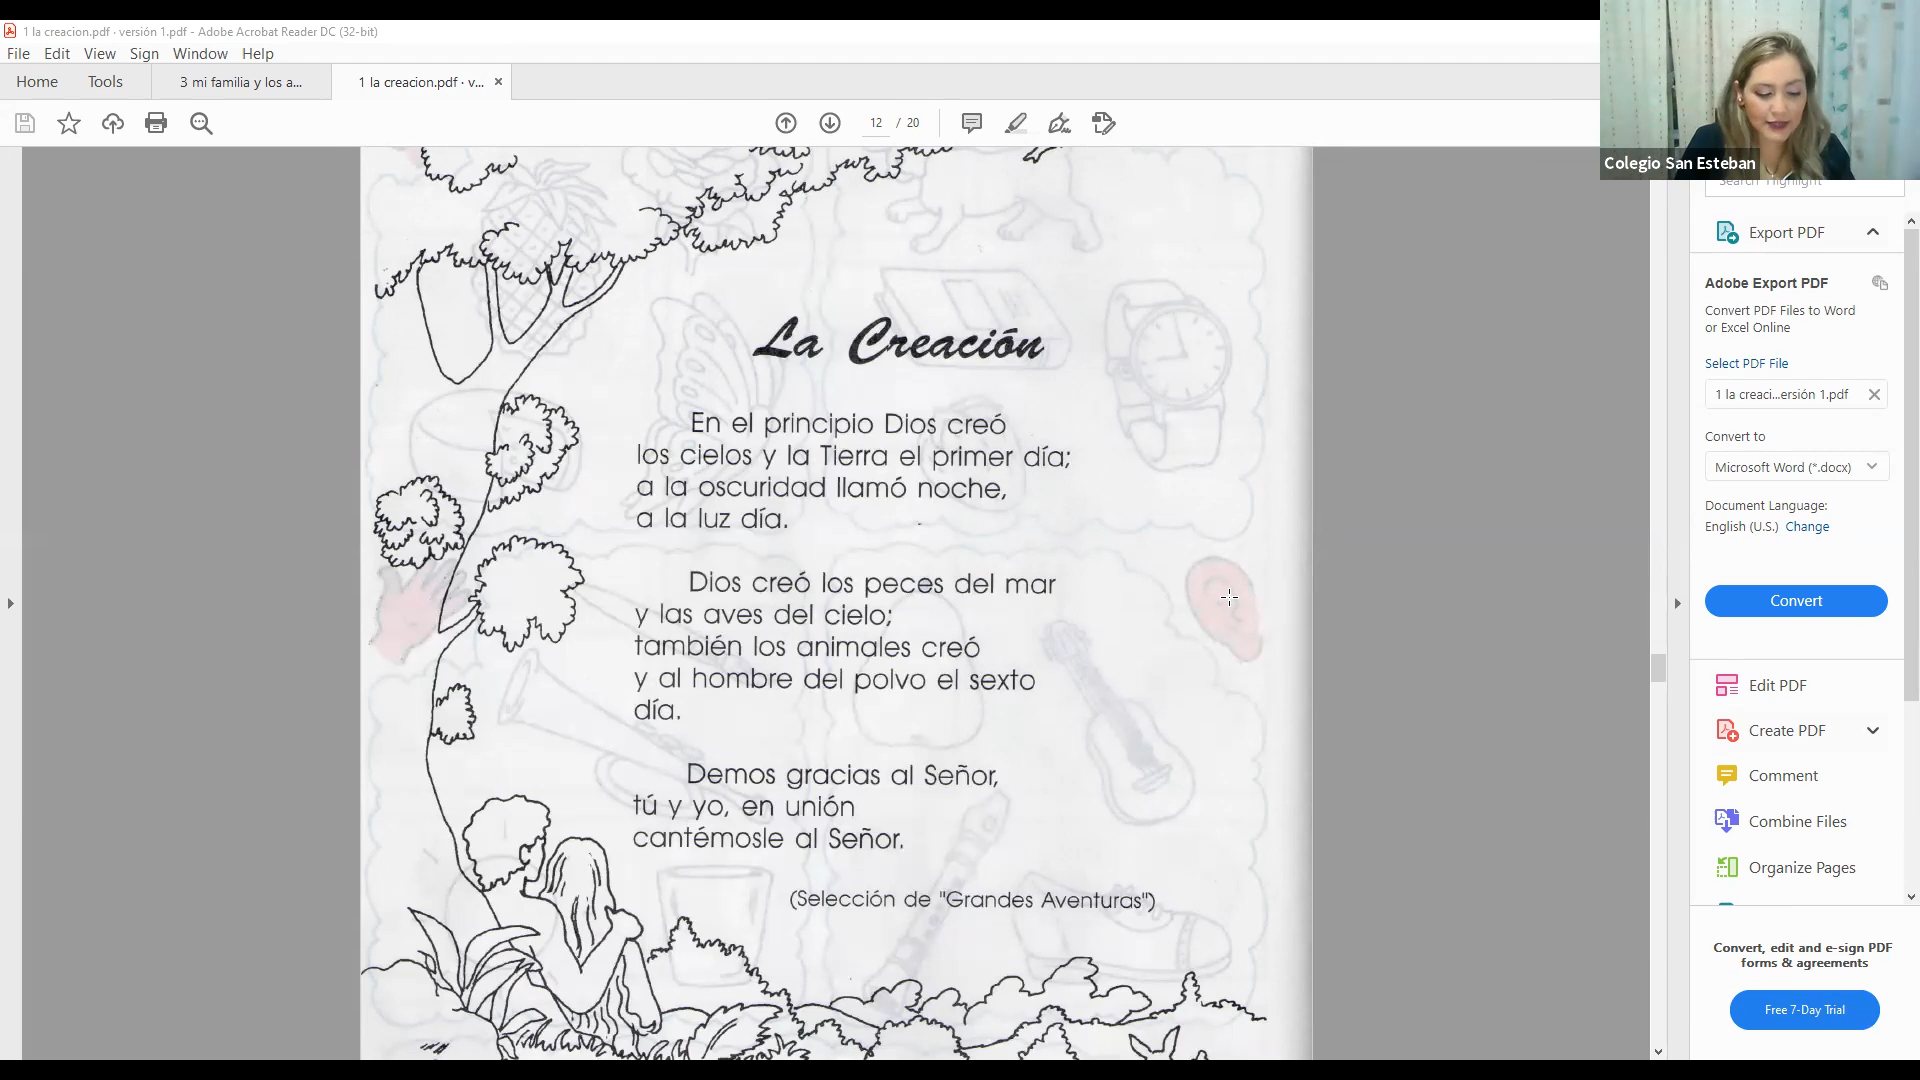 1 la creacion.pdf - versión 1.pdf - Adobe Acrobat Reader DC (32-bit)
File Edit View Sign Window Help
Home Tools 3 mi familia y los a... 1 la creacion.pdf · v... ×
12 / 20
Colegio San Esteban
La Creación
En el principio Dios creó
los cielos y la Tierra el primer día;
a la oscuridad llamó noche,
a la luz día.
Dios creó los peces del mar
y las aves del cielo;
también los animales creó
y al hombre del polvo el sexto
día.
Demos gracias al Señor,
tú y yo, en unión
cantémosle al Señor.
(Selección de "Grandes Aventuras")
Search 'Highlight'
Export PDF
Adobe Export PDF
Convert PDF Files to Word
or Excel Online
Select PDF File
1 la creaci...ersión 1.pdf
Convert to
Microsoft Word (*.docx)
Document Language:
English (U.S.) Change
Convert
Edit PDF
Create PDF
Comment
Combine Files
Organize Pages
Convert, edit and e-sign PDF
forms & agreements
Free 7-Day Trial